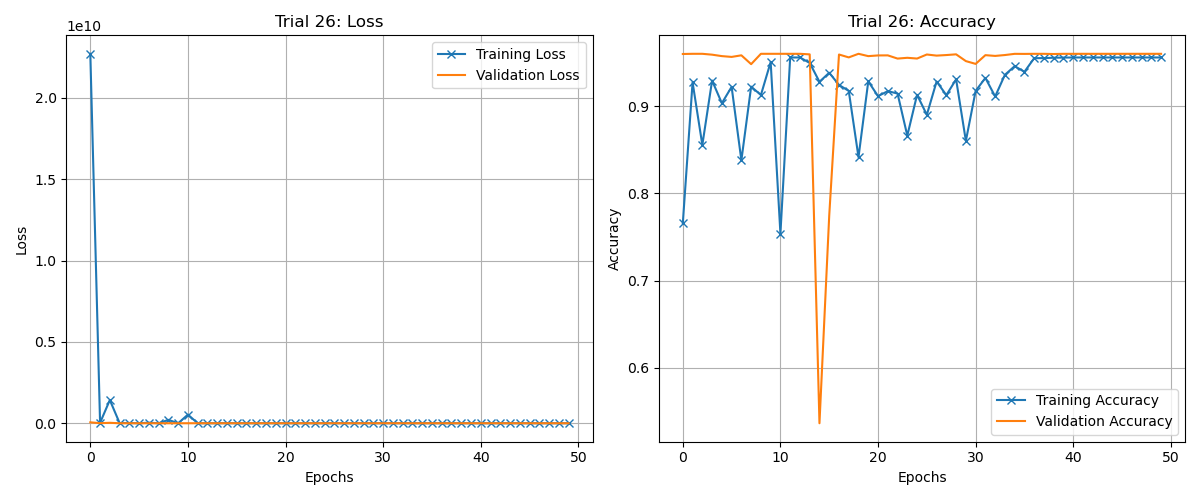 Trial 26: Loss
1e10
Training Loss
Validation Loss
2.0
1.5
1.0
0.5
0.0
Loss
0 10 20 30 40 50
Epochs
Trial 26: Accuracy
0.9
0.8
0.7
0.6
Accuracy
Training Accuracy
Validation Accuracy
0 10 20 30 40 50
Epochs